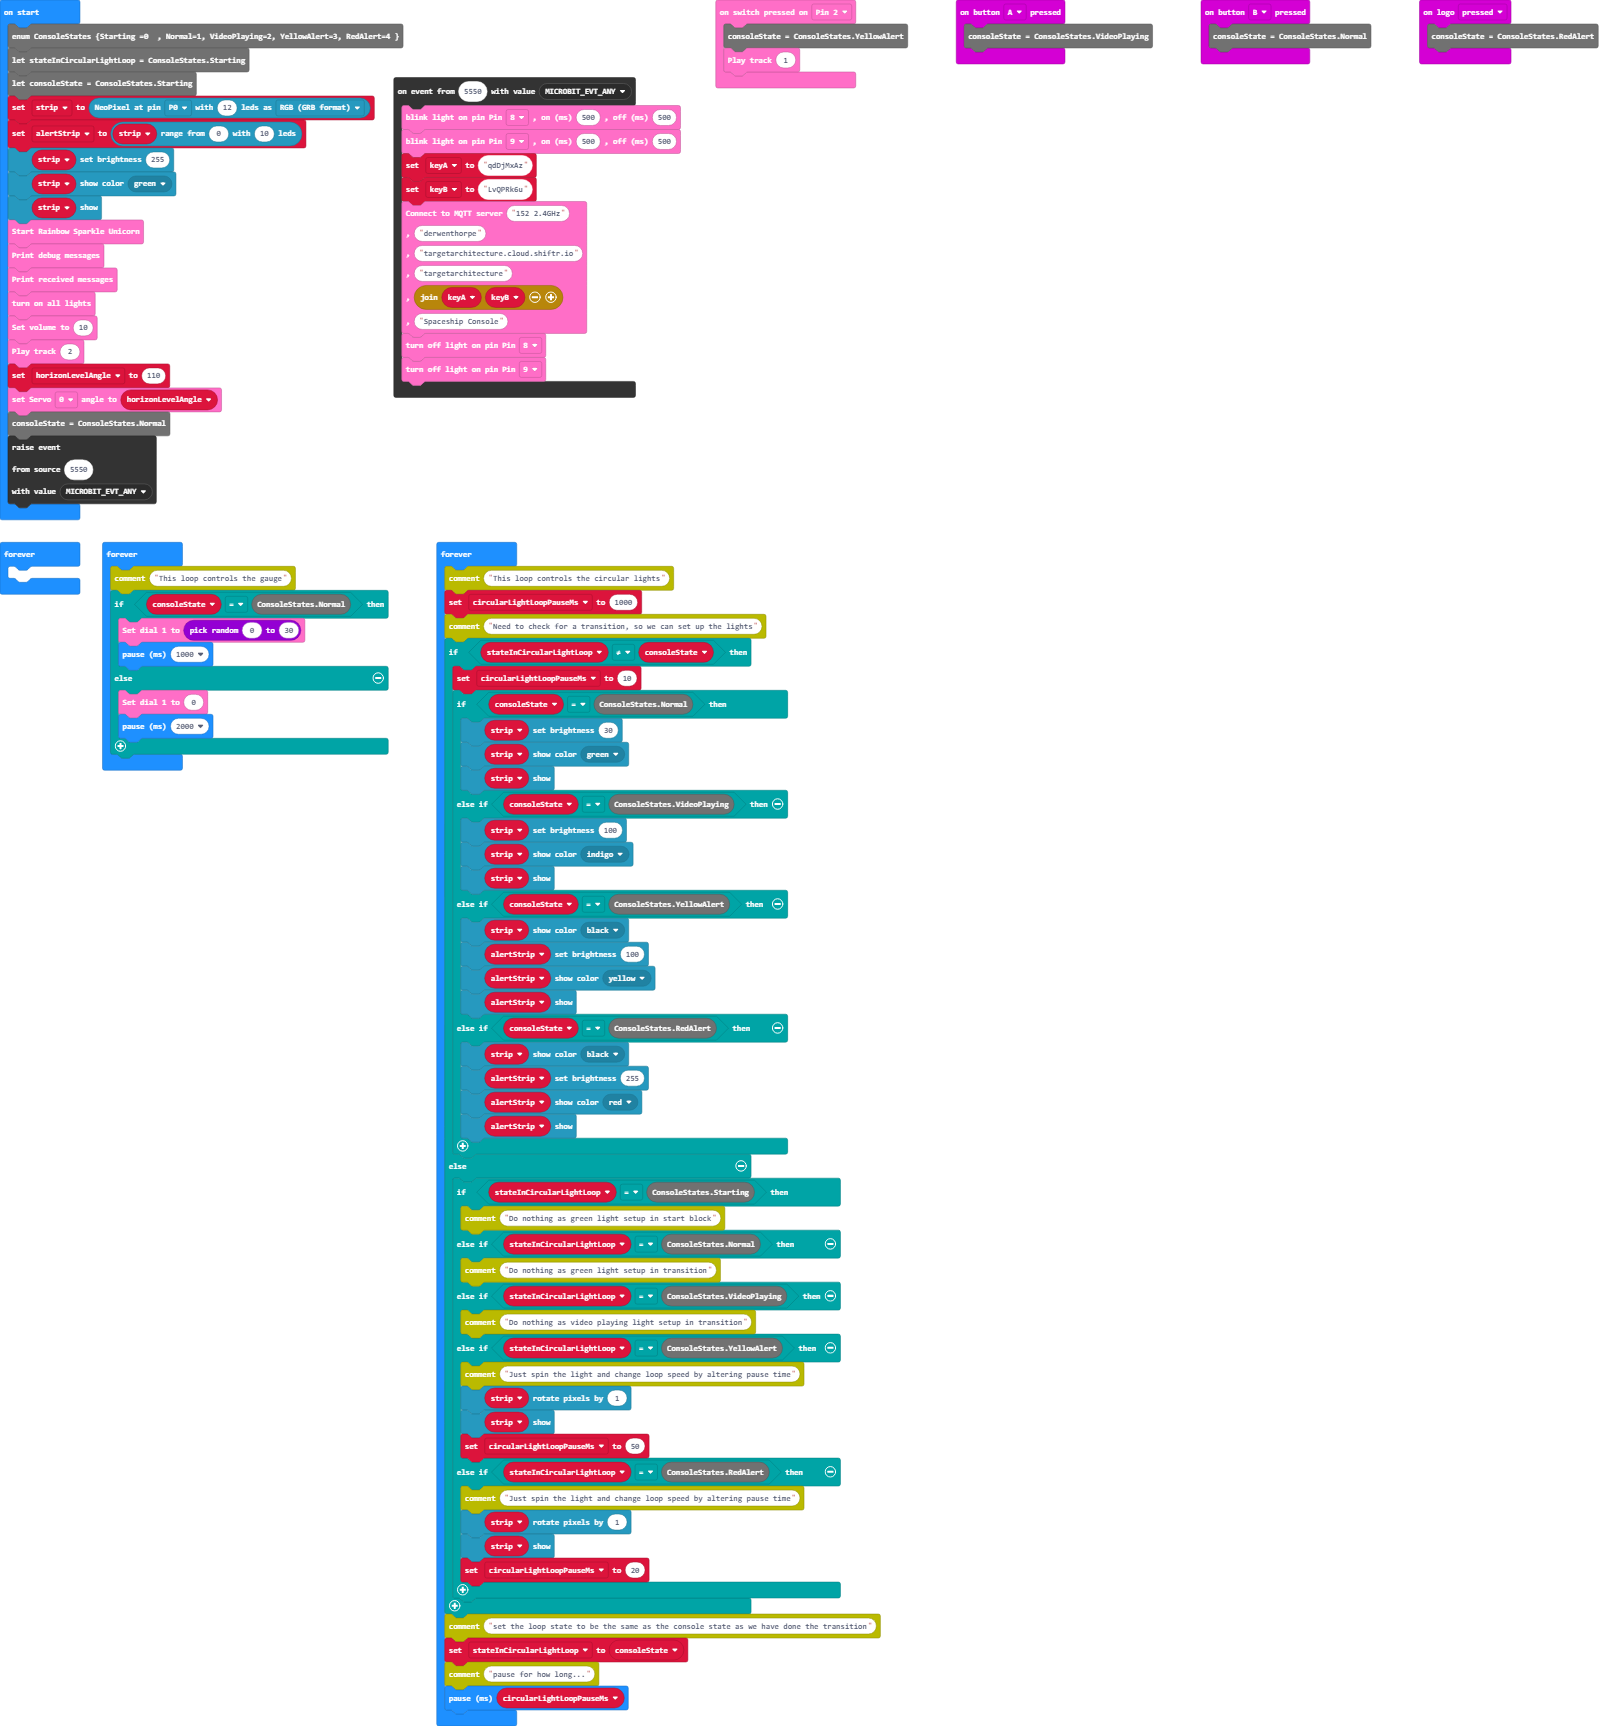 on start
enum ConsoleStates {Starting =0 , Normal=1, VideoPlaying=2, YellowAlert=3, RedAlert=4 }
let stateInCircularLightLoop = ConsoleStates.Starting
let consoleState = ConsoleStates.Starting
set strip to NeoPixel at pin P0 with 12 leds as RGB (GRB format)
set alertStrip to strip range from 0 with 10 leds
strip set brightness 255
strip show color green
strip show
Start Rainbow Sparkle Unicorn
Print debug messages
Print received messages
turn on all lights
Set volume to 10
Play track 2
set horizonLevelAngle to 110
set Servo 0 angle to horizonLevelAngle
consoleState = ConsoleStates.Normal
raise event
from source 5550
with value MICROBIT_EVT_ANY
on event from 5550 with value MICROBIT_EVT_ANY
blink light on pin Pin 8 , on (ms) 500 , off (ms) 500
blink light on pin Pin 9 , on (ms) 500 , off (ms) 500
set keyA to "qdDjMxAz"
set keyB to "LvQPRk6u"
Connect to MQTT server "152 2.4GHz"
, "derwenthorpe"
, "targetarchitecture.cloud.shiftr.io"
, "targetarchitecture"
, join keyA keyB
, "Spaceship Console"
turn off light on pin Pin 8
turn off light on pin Pin 9
on switch pressed on Pin 2
consoleState = ConsoleStates.YellowAlert
Play track 1
on button A pressed
consoleState = ConsoleStates.VideoPlaying
on button B pressed
consoleState = ConsoleStates.Normal
on logo pressed
consoleState = ConsoleStates.RedAlert
forever
forever
comment "This loop controls the gauge"
if consoleState = ConsoleStates.Normal then
Set dial 1 to pick random 0 to 30
pause (ms) 1000
else
Set dial 1 to 0
pause (ms) 2000
forever
comment "This loop controls the circular lights"
set circularLightLoopPauseMs to 1000
comment "Need to check for a transition, so we can set up the lights"
if stateInCircularLightLoop ≠ consoleState then
set circularLightLoopPauseMs to 10
if consoleState = ConsoleStates.Normal then
strip set brightness 30
strip show color green
strip show
else if consoleState = ConsoleStates.VideoPlaying then
strip set brightness 100
strip show color indigo
strip show
else if consoleState = ConsoleStates.YellowAlert then
strip show color black
alertStrip set brightness 100
alertStrip show color yellow
alertStrip show
else if consoleState = ConsoleStates.RedAlert then
strip show color black
alertStrip set brightness 255
alertStrip show color red
alertStrip show
else
if stateInCircularLightLoop = ConsoleStates.Starting then
comment "Do nothing as green light setup in start block"
else if stateInCircularLightLoop = ConsoleStates.Normal then
comment "Do nothing as green light setup in transition"
else if stateInCircularLightLoop = ConsoleStates.VideoPlaying then
comment "Do nothing as video playing light setup in transition"
else if stateInCircularLightLoop = ConsoleStates.YellowAlert then
comment "Just spin the light and change loop speed by altering pause time"
strip rotate pixels by 1
strip show
set circularLightLoopPauseMs to 50
else if stateInCircularLightLoop = ConsoleStates.RedAlert then
comment "Just spin the light and change loop speed by altering pause time"
strip rotate pixels by 1
strip show
set circularLightLoopPauseMs to 20
comment "set the loop state to be the same as the console state as we have done the transition"
set stateInCircularLightLoop to consoleState
comment "pause for how long..."
pause (ms) circularLightLoopPauseMs